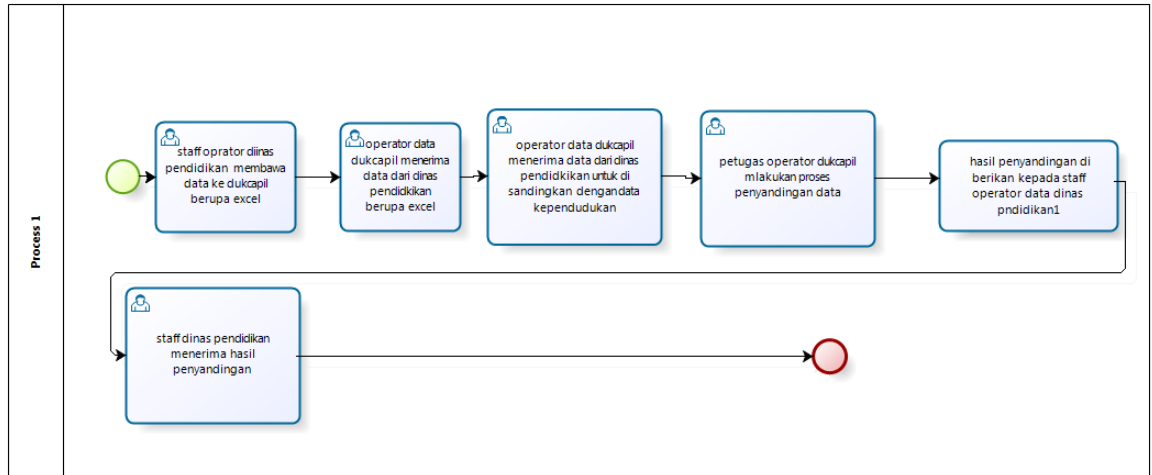 Process 1
staff oprator diinas
pendidikan membawa
data ke dukcapil
berupa excel
operator data
dukcapil menerima
data dari dinas
pendidkikan
berupa excel
operator data dukcapil
menerima data dari dinas
pendidkikan untuk di
sandingkan dengandata
kependudukan
petugas operator dukcapil
mlakukan proses
penyandingan data
hasil penyandingan di
berikan kepada staff
operator data dinas
pndidikan1
staff dinas pendidikan
menerima hasil
penyandingan